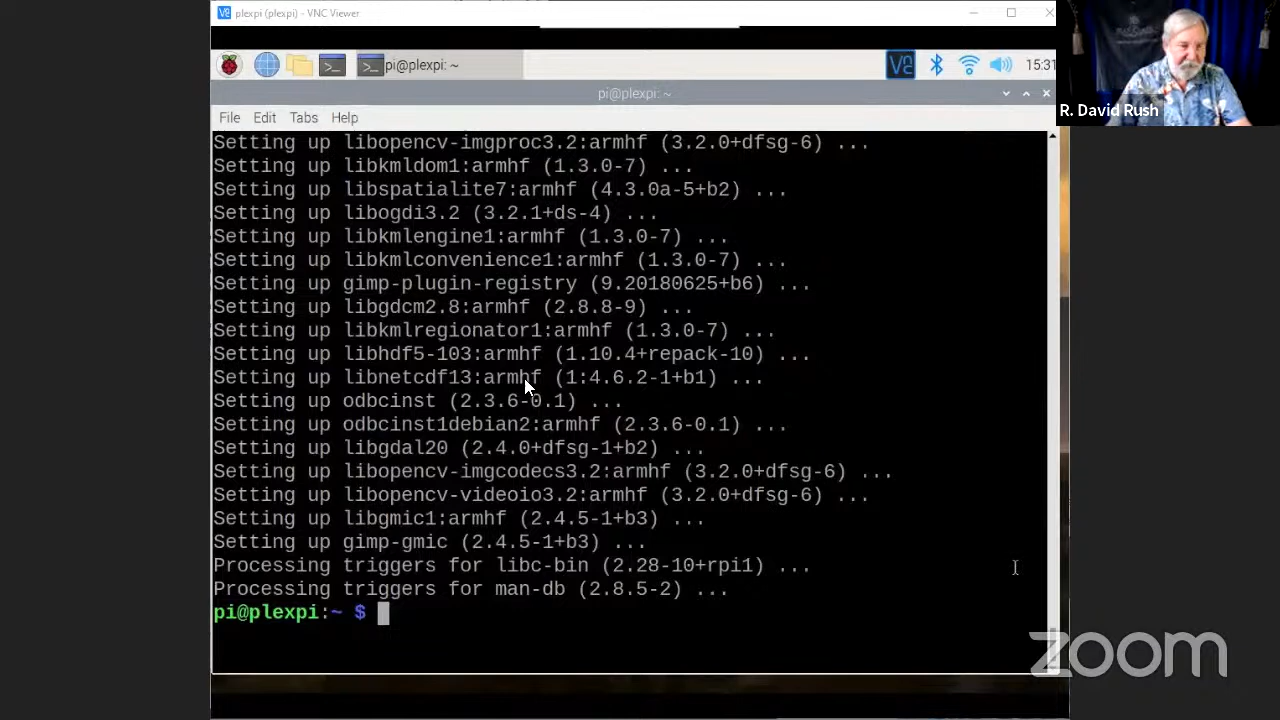 plexpi (plexpi) - VNC Viewer
pi@plexpi: ~
15:31
R. David Rush
pi@plexpi: ~
File Edit Tabs Help
Setting up libopencv-imgproc3.2:armhf (3.2.0+dfsg-6) ...
Setting up libkmldom1:armhf (1.3.0-7) ...
Setting up libspatialite7:armhf (4.3.0a-5+b2) ...
Setting up libogdi3.2 (3.2.1+ds-4) ...
Setting up libkmlengine1:armhf (1.3.0-7) ...
Setting up libkmlconvenience1:armhf (1.3.0-7) ...
Setting up gimp-plugin-registry (9.20180625+b6) ...
Setting up libgdcm2.8:armhf (2.8.8-9) ...
Setting up libkmlregionator1:armhf (1.3.0-7) ...
Setting up libhdf5-103:armhf (1.10.4+repack-10) ...
Setting up libnetcdf13:armhf (1:4.6.2-1+b1) ...
Setting up odbcinst (2.3.6-0.1) ...
Setting up odbcinst1debian2:armhf (2.3.6-0.1) ...
Setting up libgdal20 (2.4.0+dfsg-1+b2) ...
Setting up libopencv-imgcodecs3.2:armhf (3.2.0+dfsg-6) ...
Setting up libopencv-videoio3.2:armhf (3.2.0+dfsg-6) ...
Setting up libgmic1:armhf (2.4.5-1+b3) ...
Setting up gimp-gmic (2.4.5-1+b3) ...
Processing triggers for libc-bin (2.28-10+rpi1) ...
Processing triggers for man-db (2.8.5-2) ...
pi@plexpi:~ $
zoom